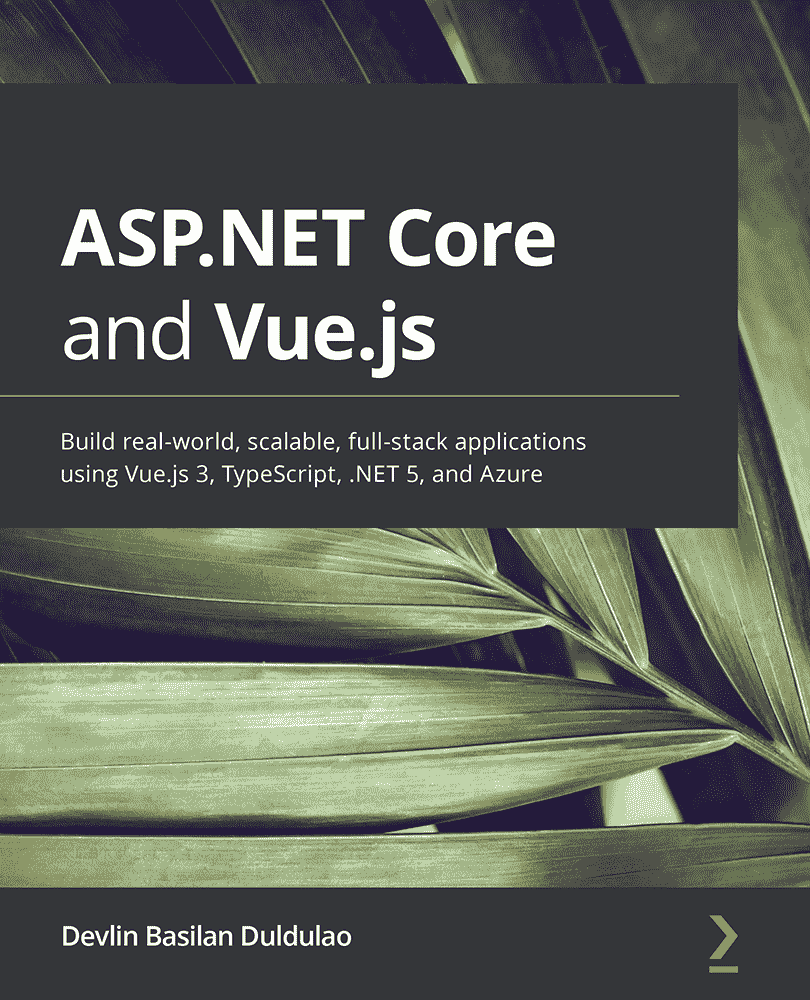 ASP.NET Core
and Vue.js
Build real-world, scalable, full-stack applications
using Vue.js 3, TypeScript, .NET 5, and Azure
Devlin Basilan Duldulao